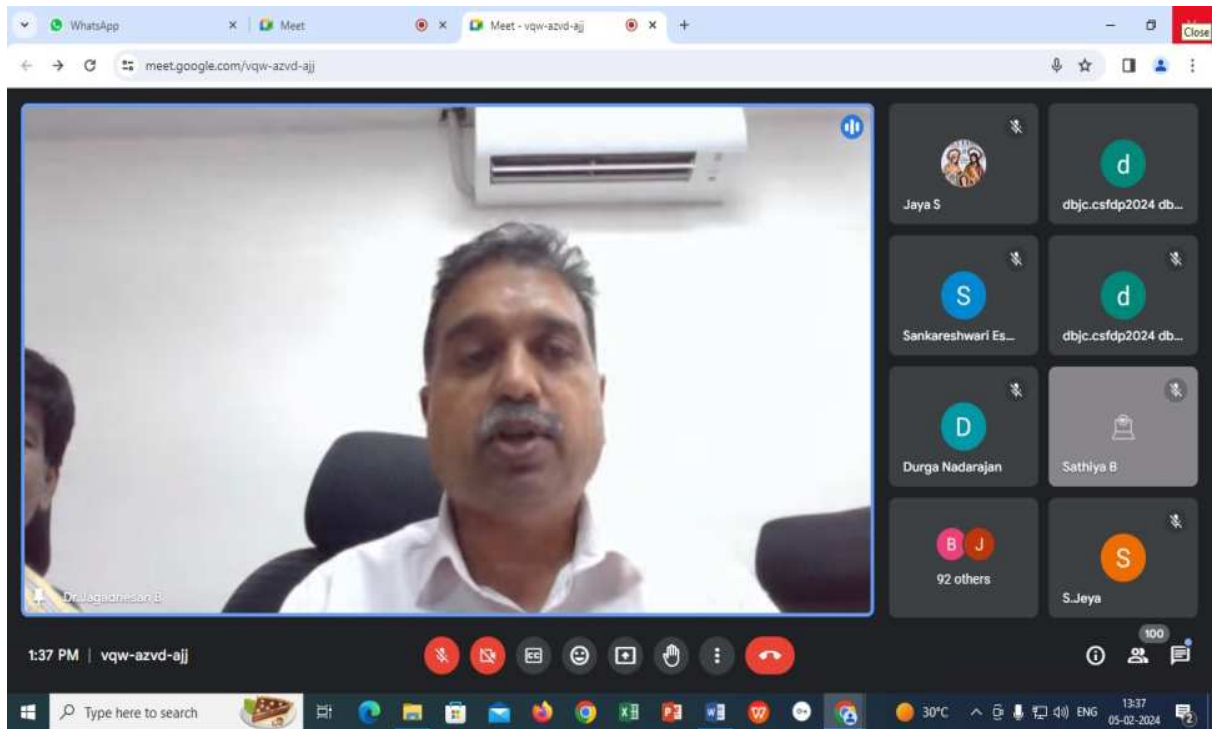 WhatsApp
Meet
Meet - vqw-azvd-ajj
Close
meet.google.com/vqw-azvd-ajj
Jaya S
d
dbjc.csfdp2024 db...
S
Sankareshwari Es...
d
dbjc.csfdp2024 db...
D
Durga Nadarajan
Sathiya B
B J
92 others
S
S.Jeya
1:37 PM | vqw-azvd-ajj
CC
100
Type here to search
30°C
ENG
13:37
05-02-2024
2